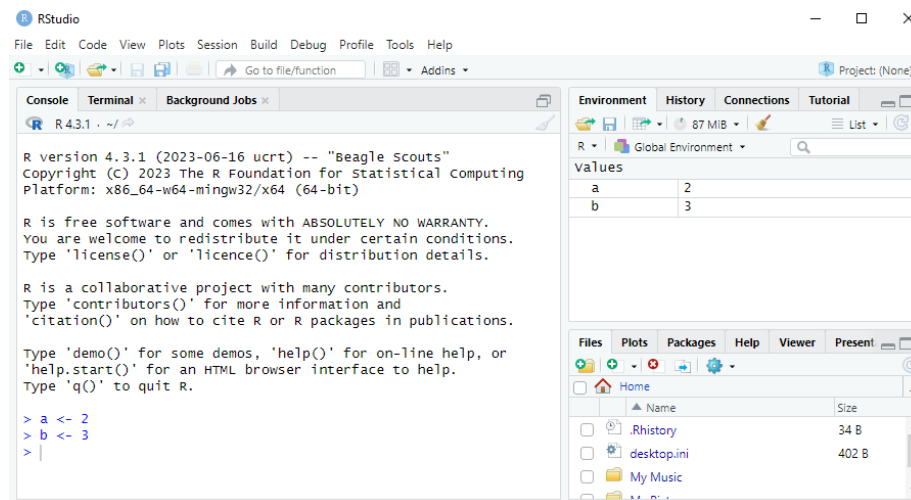 RStudio
File Edit Code View Plots Session Build Debug Profile Tools Help
Go to file/function Addins Project: (None)
Console Terminal Background Jobs
R 4.3.1 · ~/
R version 4.3.1 (2023-06-16 ucrt) -- "Beagle Scouts"
Copyright (C) 2023 The R Foundation for Statistical Computing
Platform: x86_64-w64-mingw32/x64 (64-bit)
R is free software and comes with ABSOLUTELY NO WARRANTY.
You are welcome to redistribute it under certain conditions.
Type 'license()' or 'licence()' for distribution details.
R is a collaborative project with many contributors.
Type 'contributors()' for more information and
'citation()' on how to cite R or R packages in publications.
Type 'demo()' for some demos, 'help()' for on-line help, or
'help.start()' for an HTML browser interface to help.
Type 'q()' to quit R.
> a <- 2
> b <- 3
>
Environment History Connections Tutorial
87 MiB List
R Global Environment
Values
a 2
b 3
Files Plots Packages Help Viewer Present
Home
Name Size
.Rhistory 34 B
desktop.ini 402 B
My Music